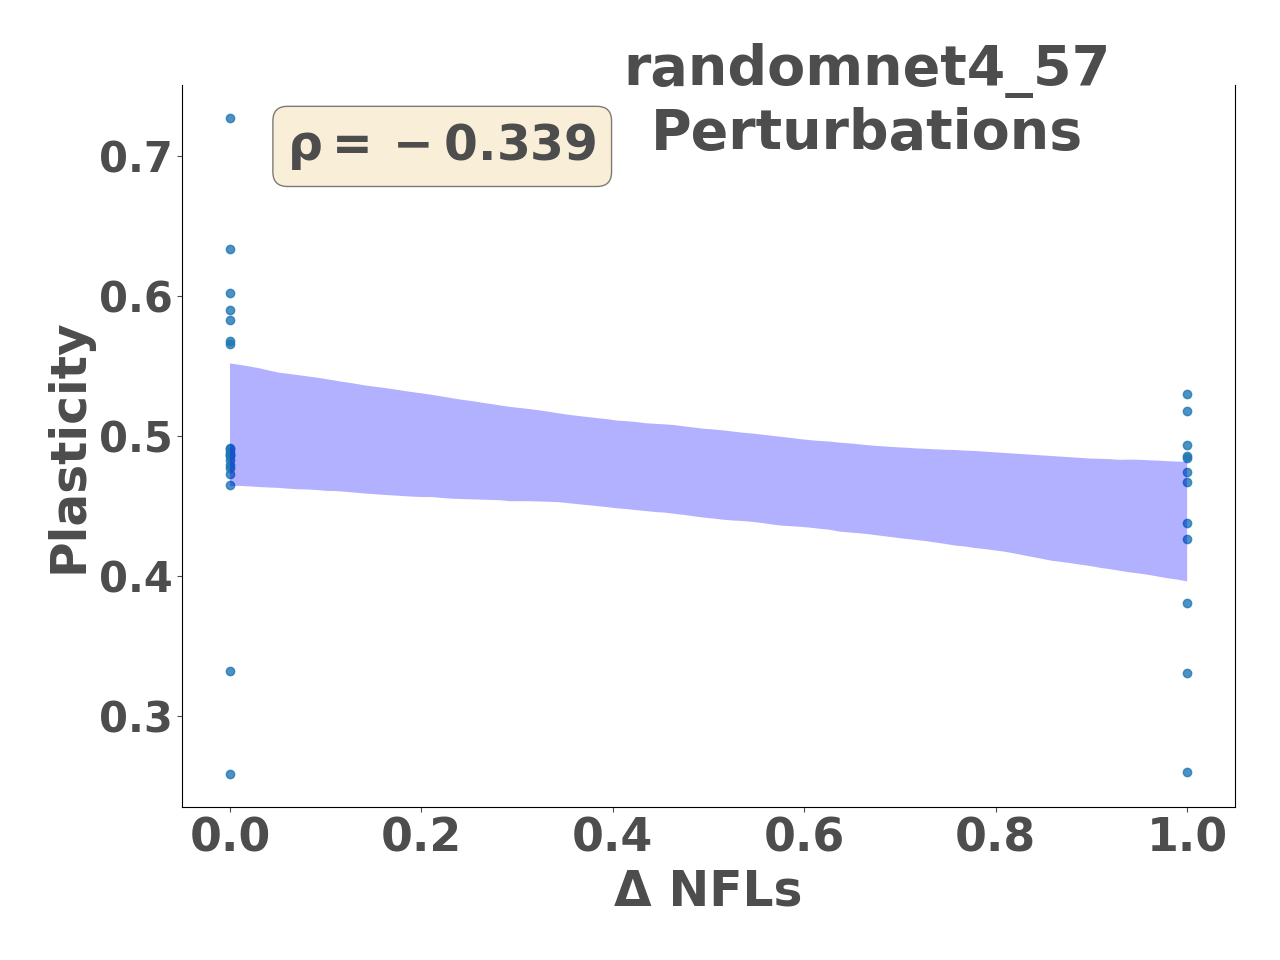 randomnet4_57
Perturbations
ρ = − 0.339
0.7
0.6
0.5
0.4
0.3
Plasticity
0.0 0.2 0.4 0.6 0.8 1.0
Δ NFLs